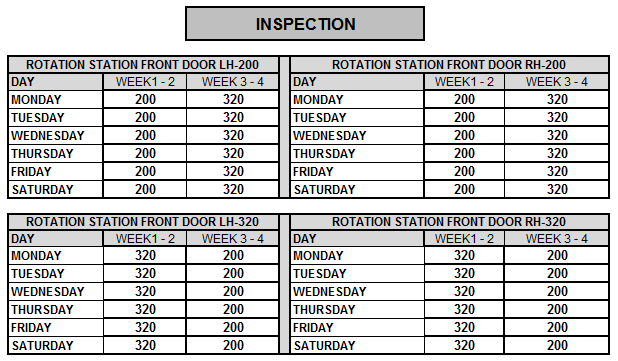 INSPECTION
ROTATION STATION FRONT DOOR LH-200 ROTATION STATION FRONT DOOR RH-200
DAY WEEK1 - 2 WEEK 3 - 4 DAY WEEK1 - 2 WEEK 3 - 4
MONDAY 200 320 MONDAY 200 320
TUESDAY 200 320 TUESDAY 200 320
WEDNESDAY 200 320 WEDNESDAY 200 320
THURSDAY 200 320 THURSDAY 200 320
FRIDAY 200 320 FRIDAY 200 320
SATURDAY 200 320 SATURDAY 200 320
ROTATION STATION FRONT DOOR LH-320 ROTATION STATION FRONT DOOR RH-320
DAY WEEK1 - 2 WEEK 3 - 4 DAY WEEK1 - 2 WEEK 3 - 4
MONDAY 320 200 MONDAY 320 200
TUESDAY 320 200 TUESDAY 320 200
WEDNESDAY 320 200 WEDNESDAY 320 200
THURSDAY 320 200 THURSDAY 320 200
FRIDAY 320 200 FRIDAY 320 200
SATURDAY 320 200 SATURDAY 320 200